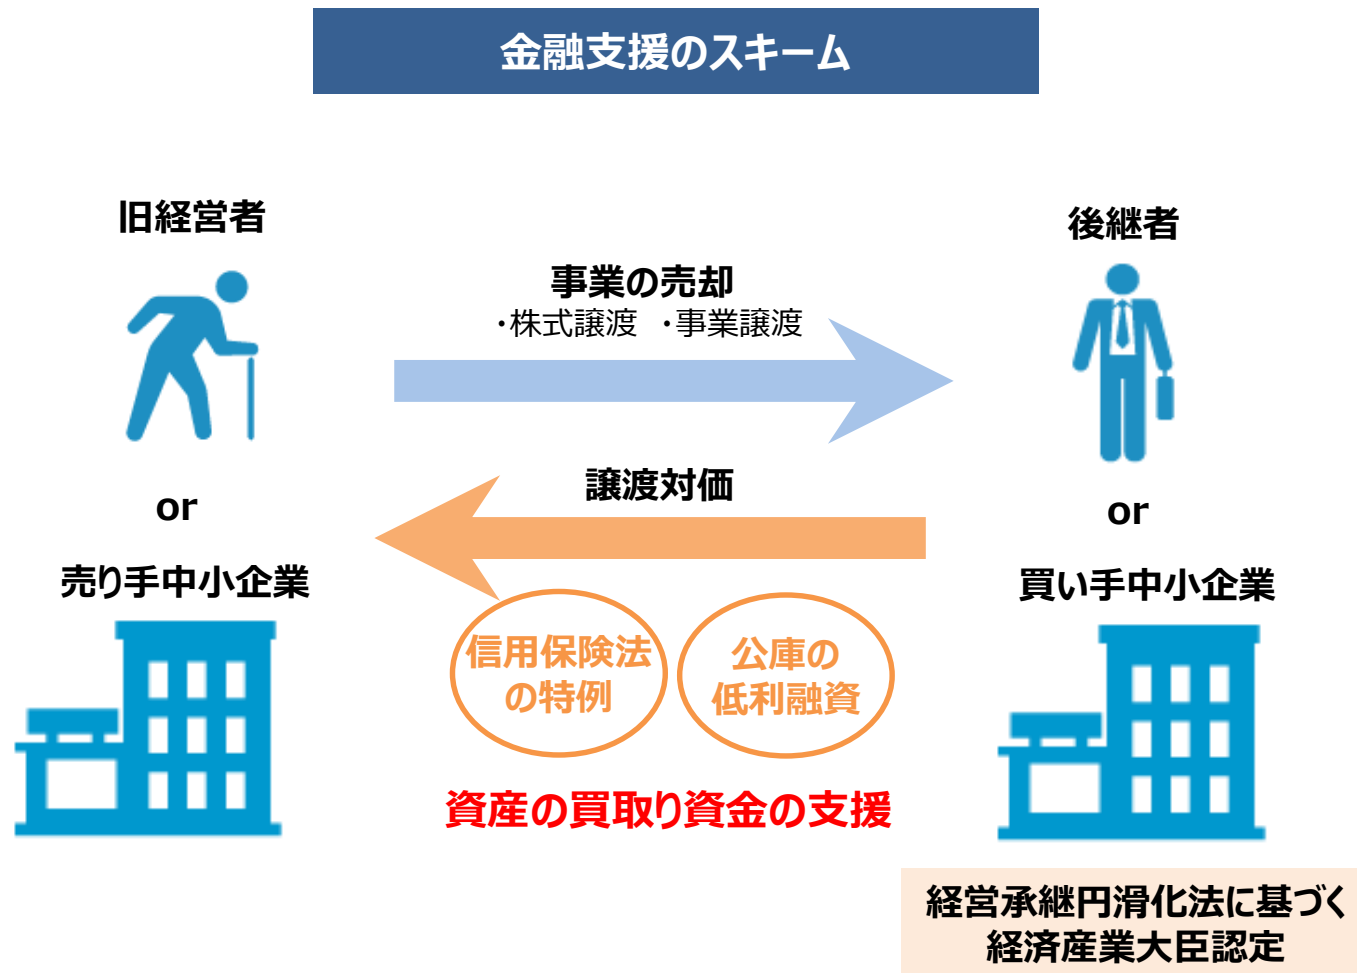 金融支援のスキーム
旧経営者
後継者
事業の売却
・株式譲渡 ・事業譲渡
譲渡対価
or
or
売り手中小企業
買い手中小企業
信用保険法
の特例
公庫の
低利融資
資産の買取り資金の支援
経営承継円滑化法に基づく
経済産業大臣認定